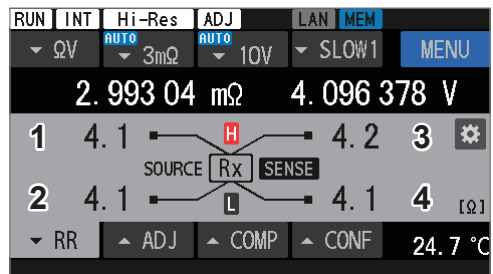 RUN INT Hi-Res ADJ LAN MEM
ΩV AUTO 3mΩ AUTO 10V SLOW1 MENU
2.993 04 mΩ 4.096 378 V
1 4.1 H 4.2 3
SOURCE Rx SENSE
2 4.1 L 4.1 4 [Ω]
RR ADJ COMP CONF 24.7 °C